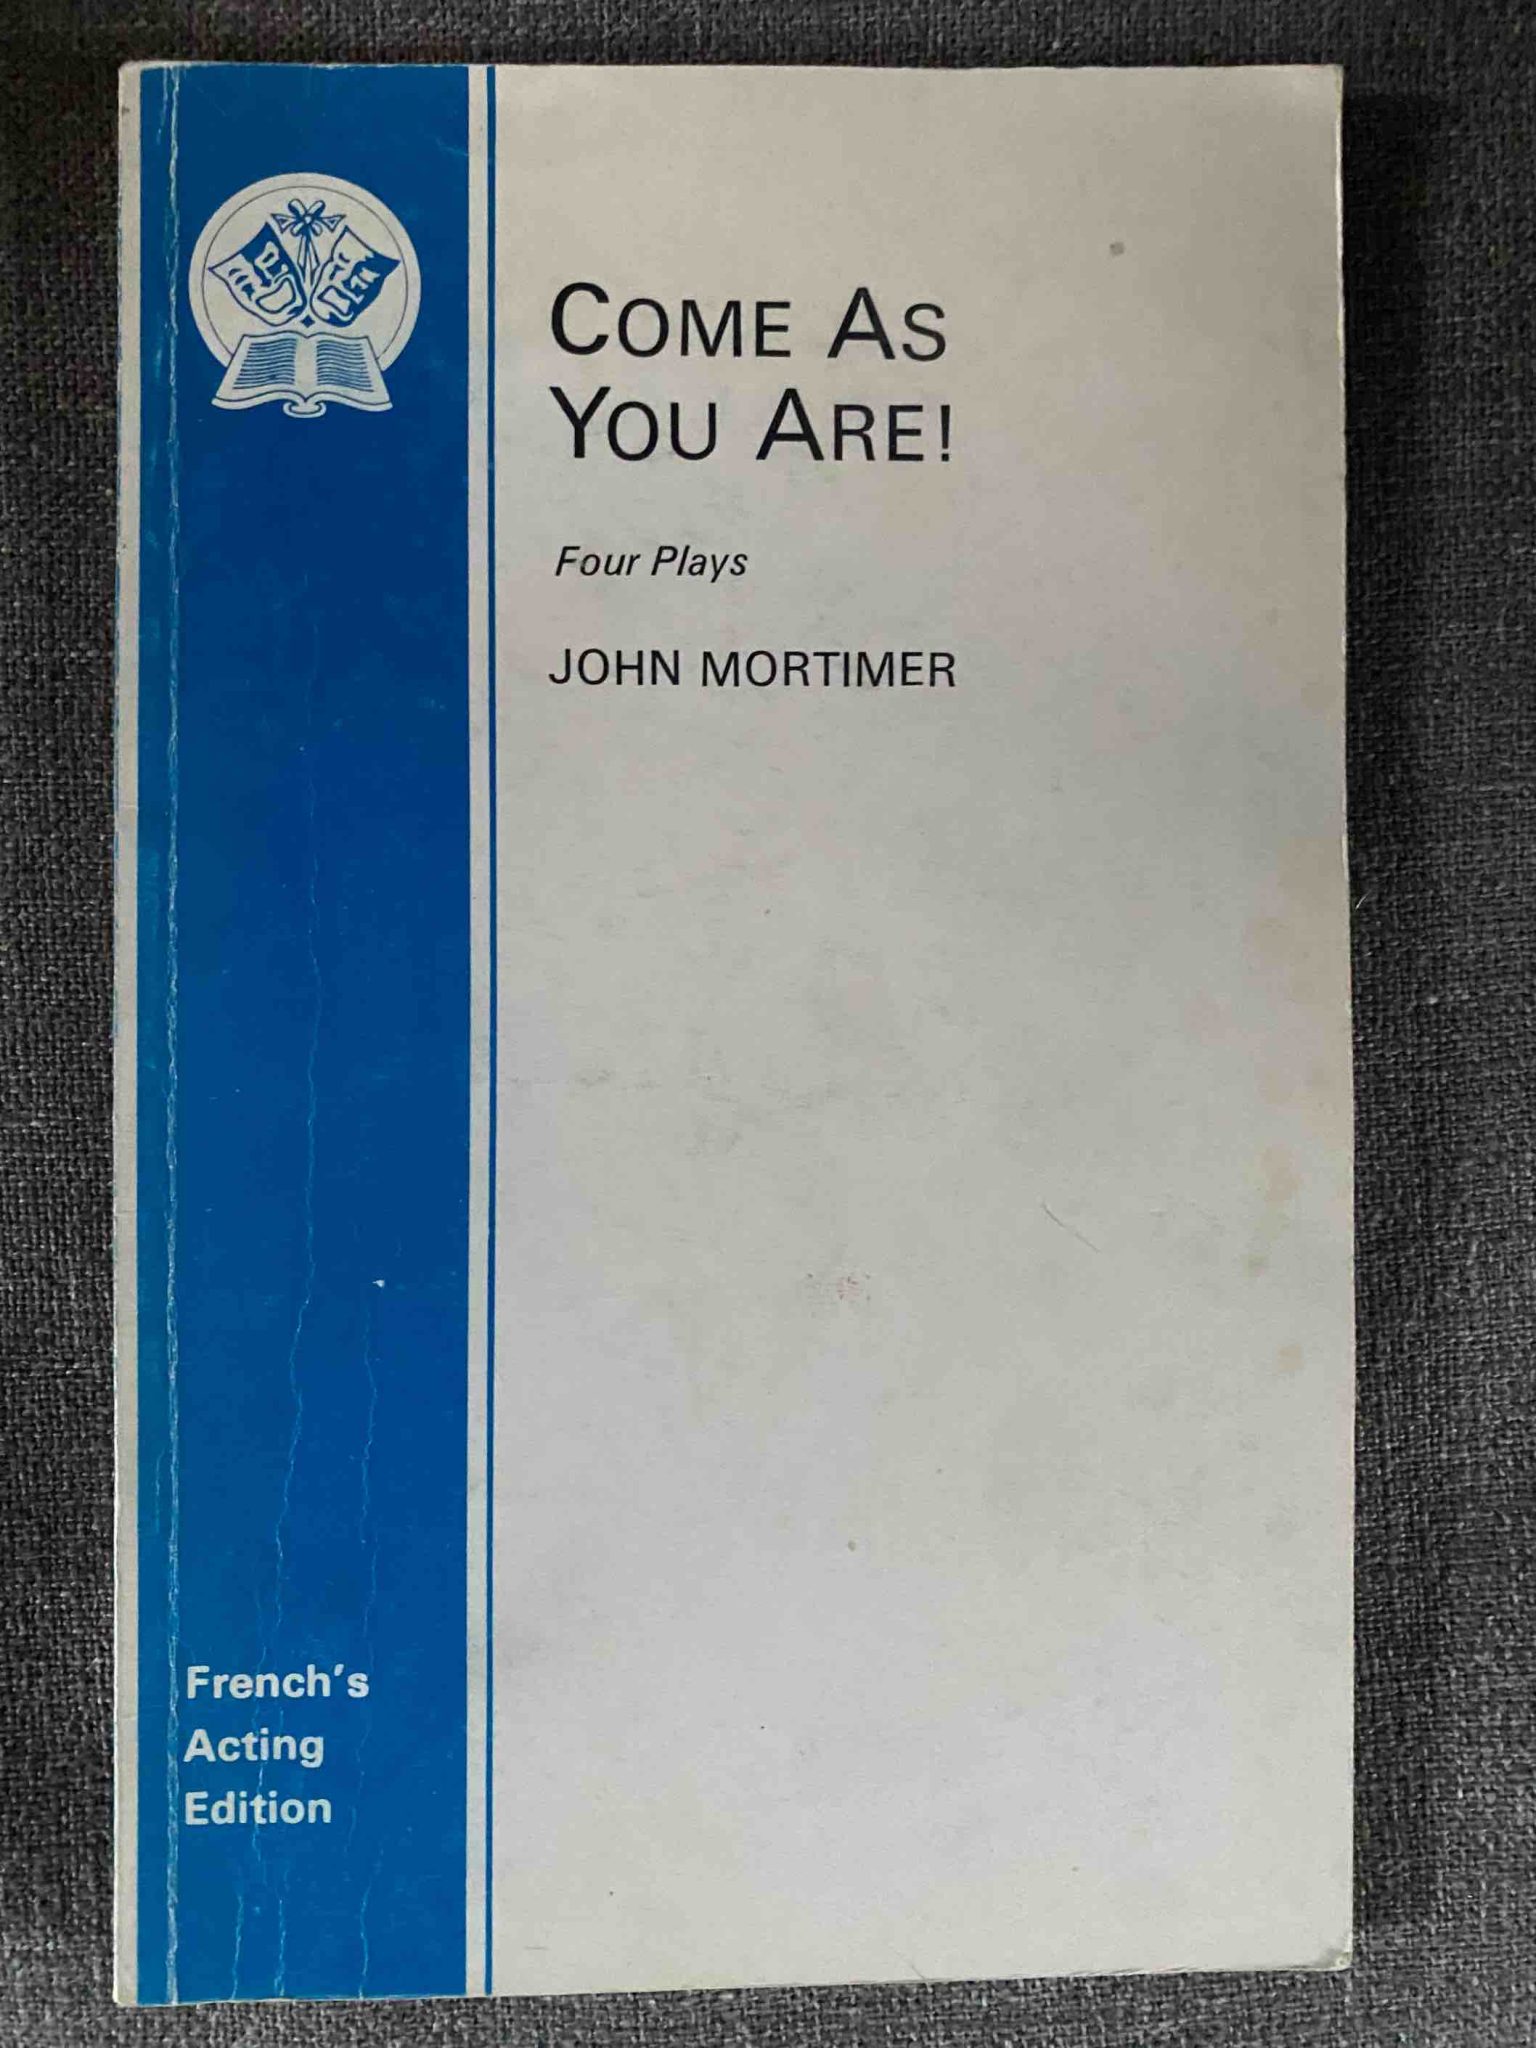 COME AS
YOU ARE!
Four Plays
JOHN MORTIMER
French's
Acting
Edition